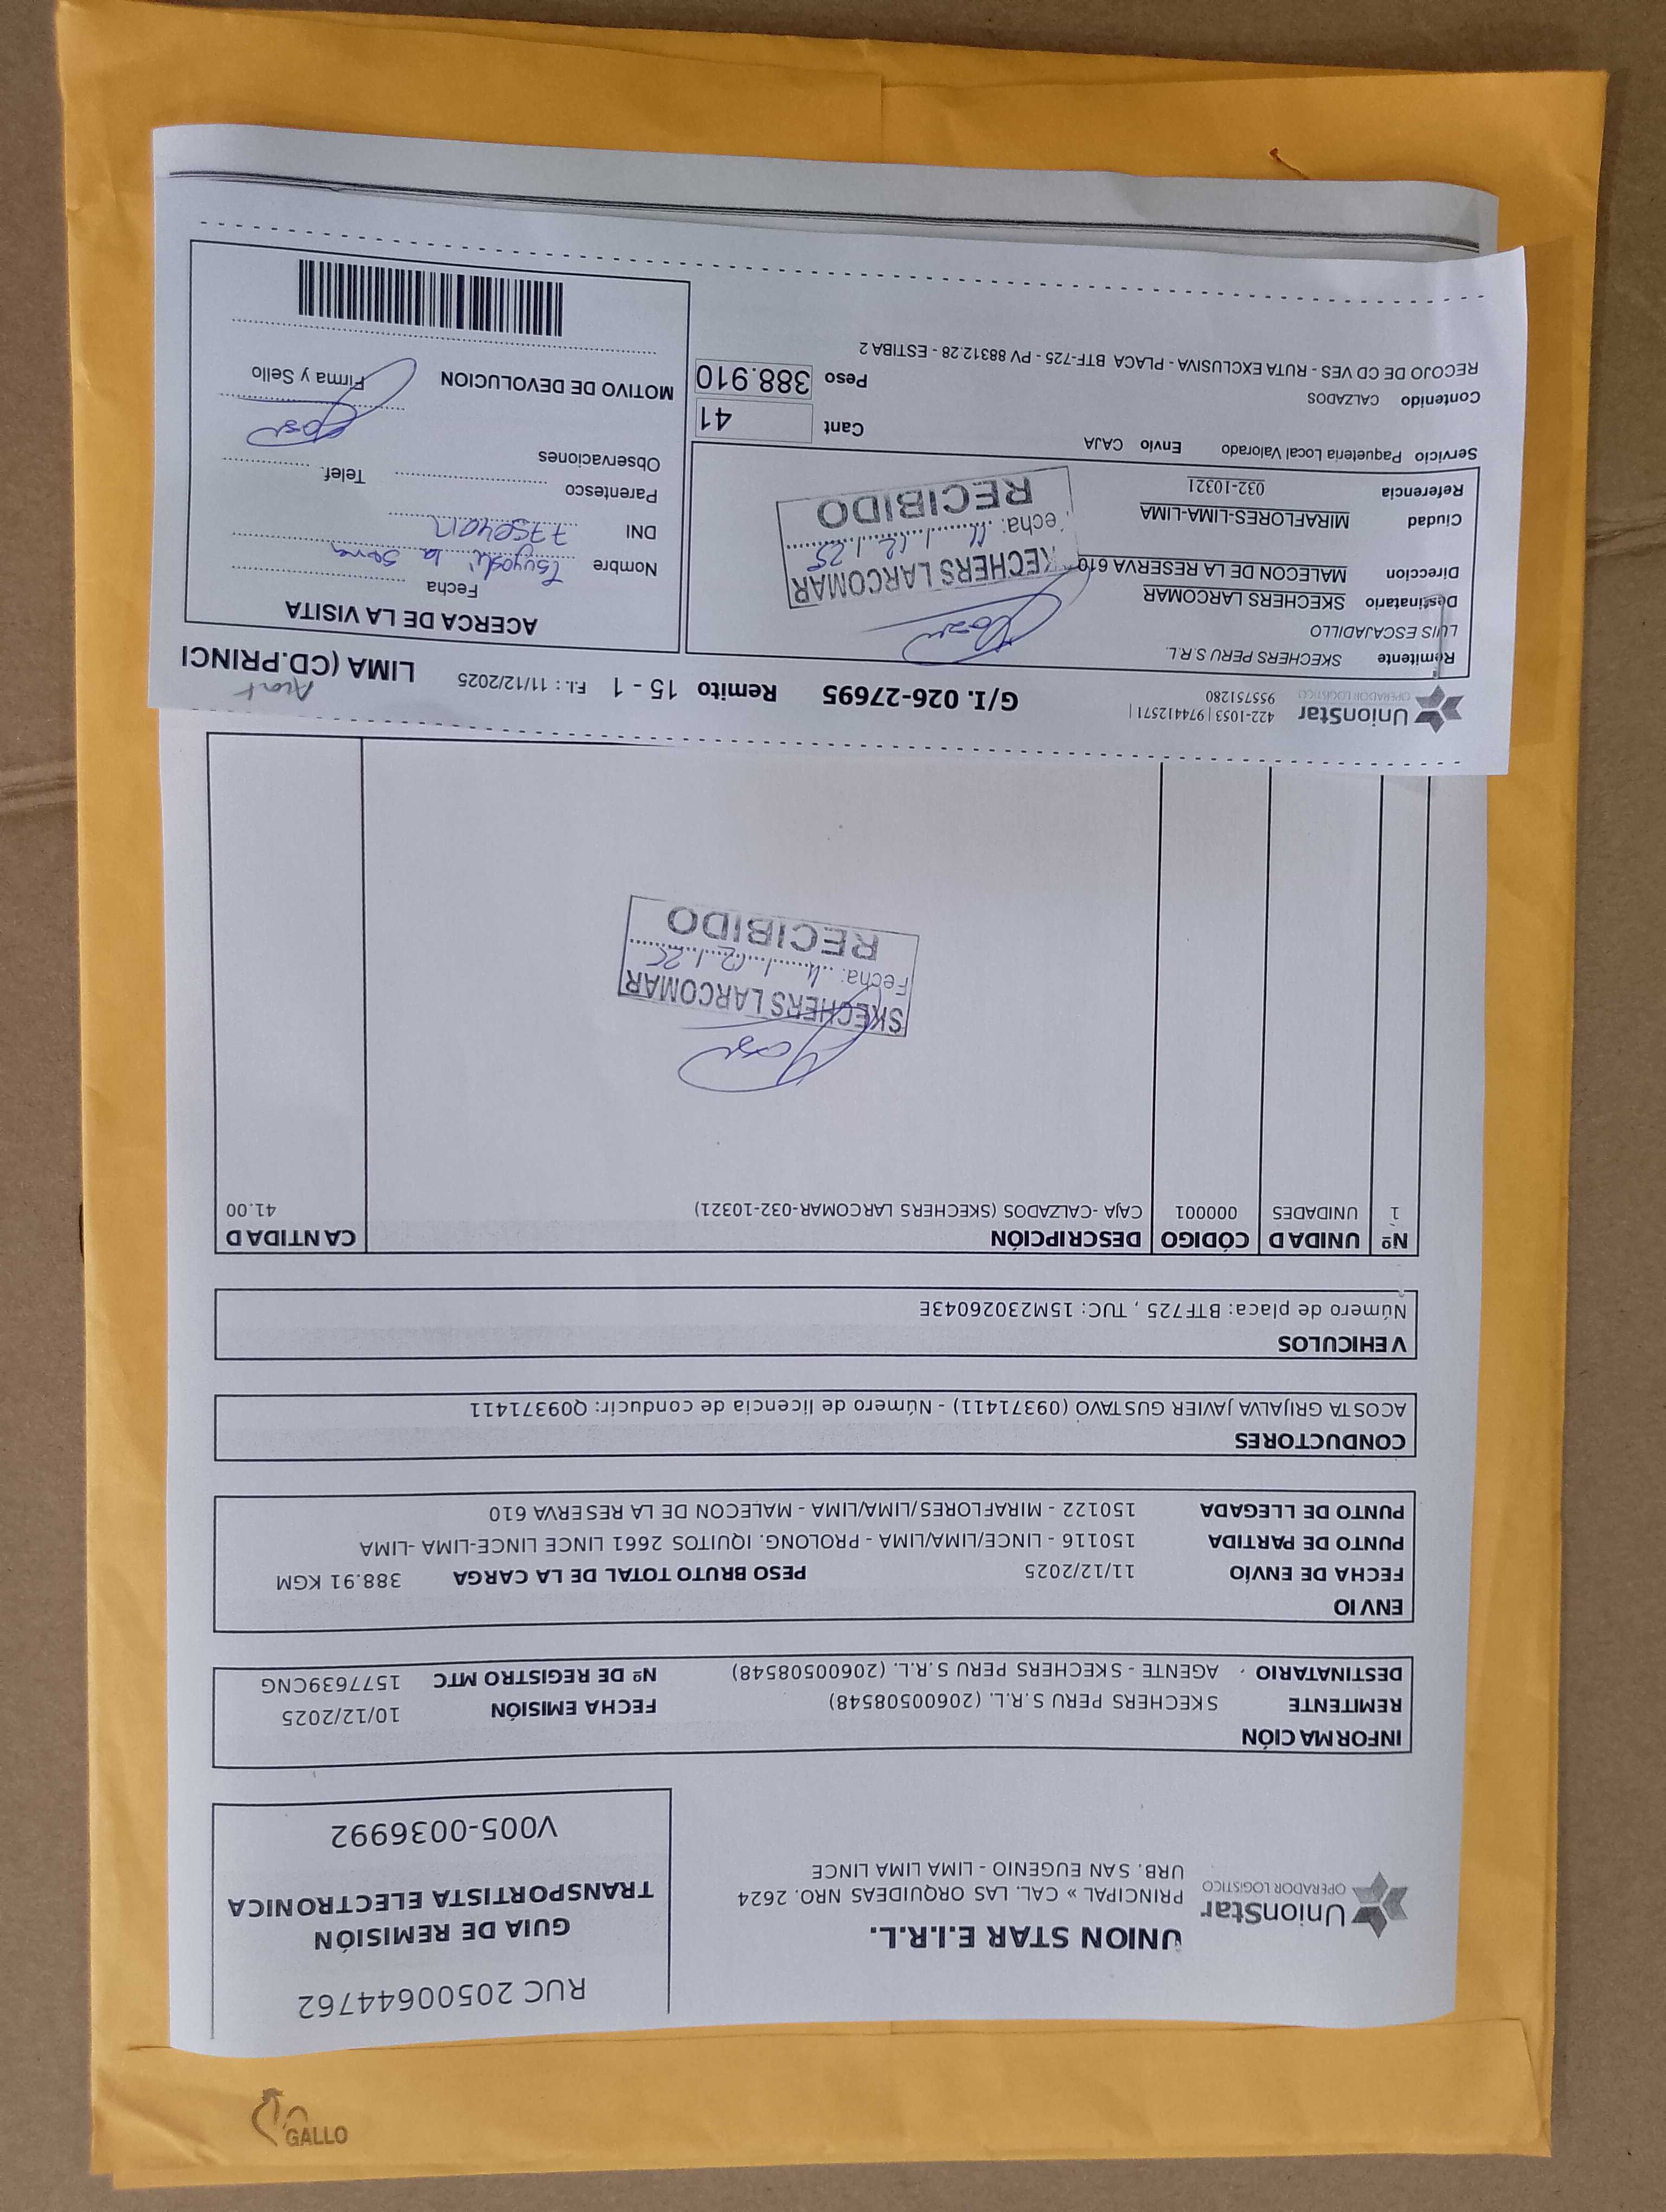 UnionStar
OPERADOR LOGISTICO
UNION STAR E.I.R.L.
PRINCIPAL » CAL. LAS ORQUIDEAS NRO. 2624
URB. SAN EUGENIO - LIMA LIMA LINCE
RUC 20500644762
GUIA DE REMISIÓN
TRANSPORTISTA ELECTRONICA
V005-0036992
INFORMACIÓN
REMITENTE SKECHERS PERU S.R.L. (20600508548) FECHA EMISIÓN 10/12/2025
DESTINATARIO AGENTE - SKECHERS PERU S.R.L. (20600508548) Nº DE REGISTRO MTC 1577639CNG
ENVIO
FECHA DE ENVÍO 11/12/2025 PESO BRUTO TOTAL DE LA CARGA 388.91 KGM
PUNTO DE PARTIDA 150116 - LINCE/LIMA/LIMA - PROLONG. IQUITOS 2661 LINCE LINCE-LIMA -LIMA
PUNTO DE LLEGADA 150122 - MIRAFLORES/LIMA/LIMA - MALECON DE LA RESERVA 610
CONDUCTORES
ACOSTA GRIJALVA JAVIER GUSTAVO (09371411) - Número de licencia de conducir: Q09371411
VEHICULOS
Número de placa: BTF725 , TUC: 15M23026043E
Nº UNIDAD CÓDIGO DESCRIPCIÓN CANTIDAD
1 UNIDADES 000001 CAJA -CALZADOS (SKECHERS LARCOMAR-032-10321) 41.00
SKECHERS LARCOMAR
Fecha: 11 / 12 / 25
RECIBIDO
UnionStar
OPERADOR LOGISTICO
422-1053 | 974412571 |
955751280
G/I. 026-27695 Remito 15 - 1 F.I. : 11/12/2025 LIMA (CD.PRINCI
Remitente SKECHERS PERU S.R.L.
LUIS ESCAJADILLO
Destinatario SKECHERS LARCOMAR
Direccion MALECON DE LA RESERVA 610
Ciudad MIRAFLORES-LIMA-LIMA
Referencia 032-10321
SKECHERS LARCOMAR
Fecha: 11 / 12 / 25
RECIBIDO
Servicio Paqueteria Local Valorado Envio CAJA
Cant 41
Contenido CALZADOS
Peso 388.910
RECOJO DE CD VES - RUTA EXCLUSIVA - PLACA BTF-725 - PV 88312.28 - ESTIBA 2
ACERCA DE LA VISITA
Fecha
Nombre
DNI
Parentesco
Telef.
Observaciones
MOTIVO DE DEVOLUCION
Firma y Sello
GALLO